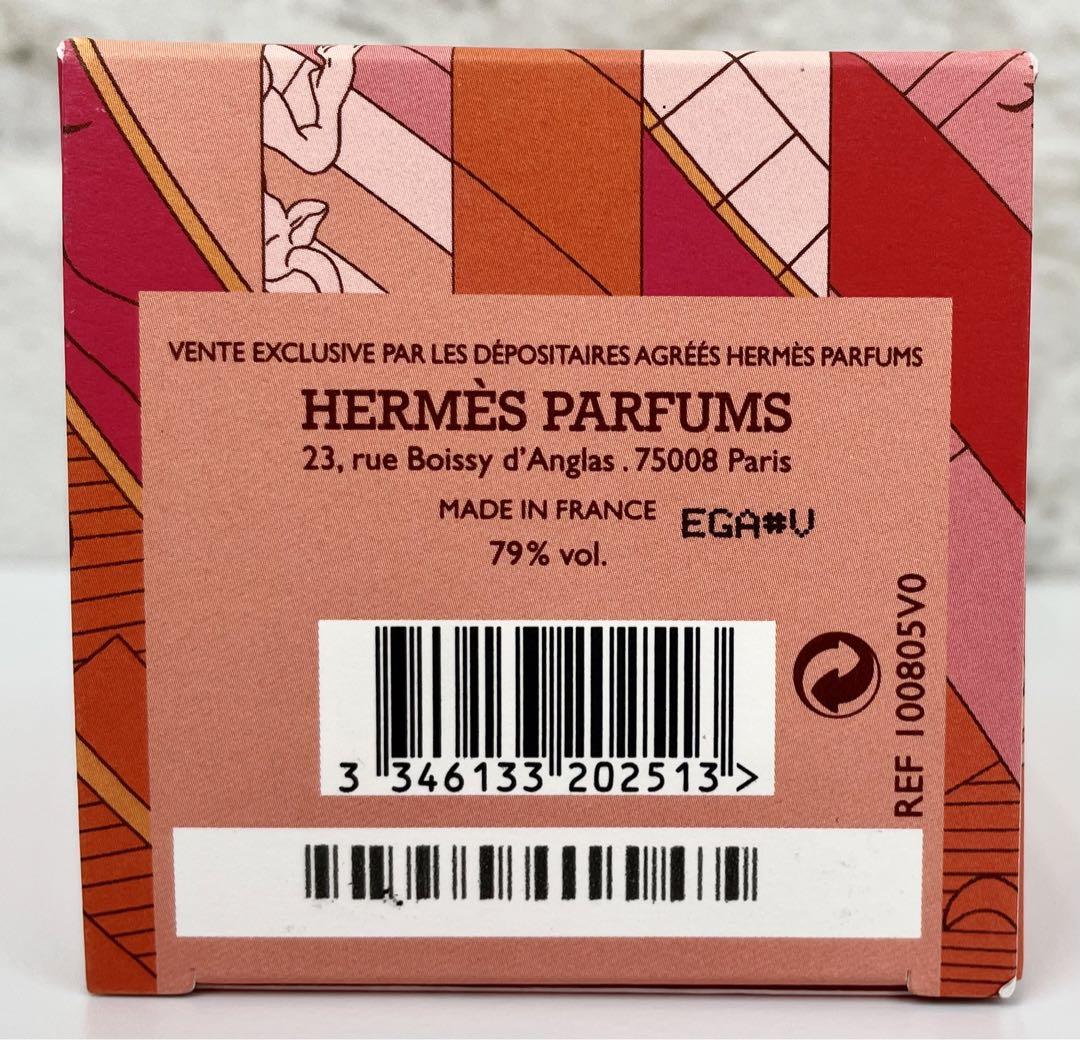 VENTE EXCLUSIVE PAR LES DÉPOSITAIRES AGRÉÉS HERMÈS PARFUMS
HERMÈS PARFUMS
23, rue Boissy d'Anglas . 75008 Paris
MADE IN FRANCE
EGA#V
79% vol.
REF 100805V0
3 346133 202513 >